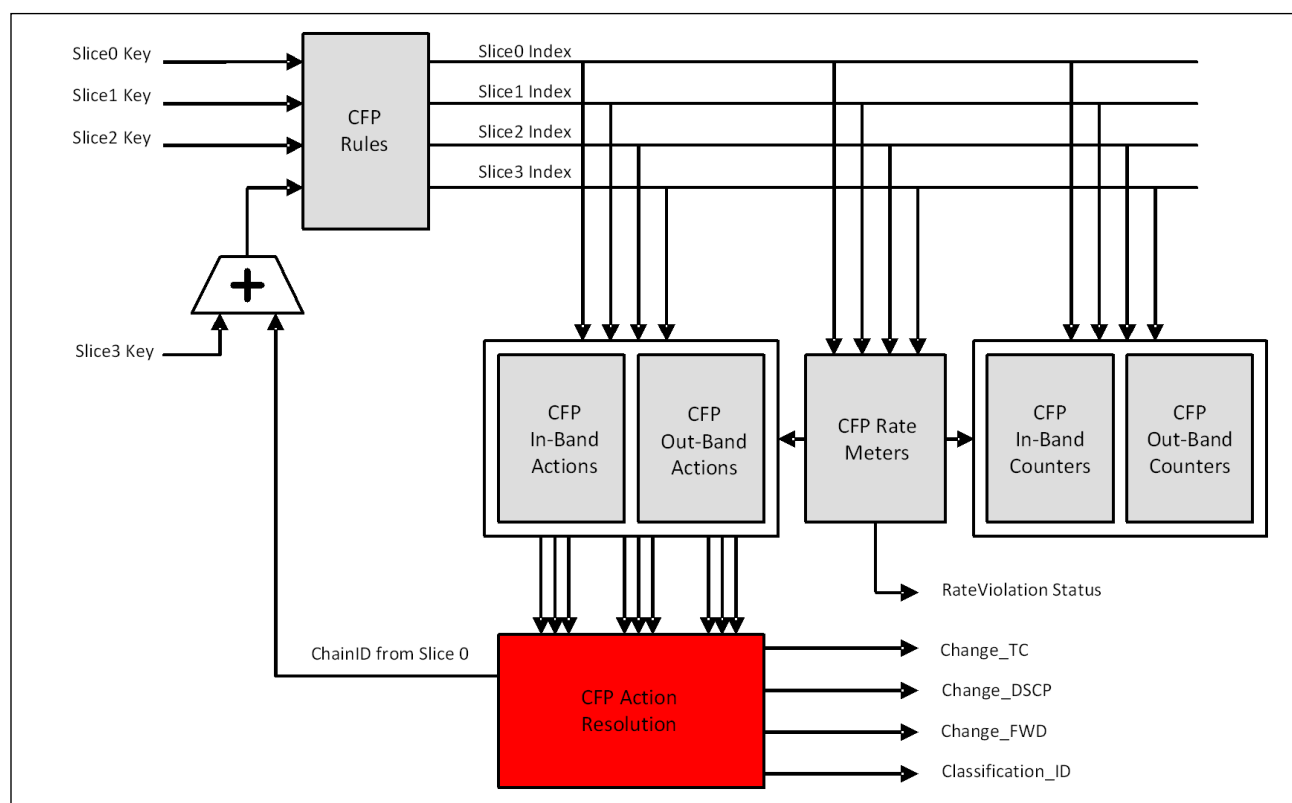 Slice0 Key
Slice1 Key
Slice2 Key
CFP
Rules
Slice0 Index
Slice1 Index
Slice2 Index
Slice3 Index
+
Slice3 Key
CFP
In-Band
Actions
CFP
Out-Band
Actions
CFP Rate
Meters
CFP
In-Band
Counters
CFP
Out-Band
Counters
RateViolation Status
ChainID from Slice 0
CFP Action
Resolution
Change_TC
Change_DSCP
Change_FWD
Classification_ID